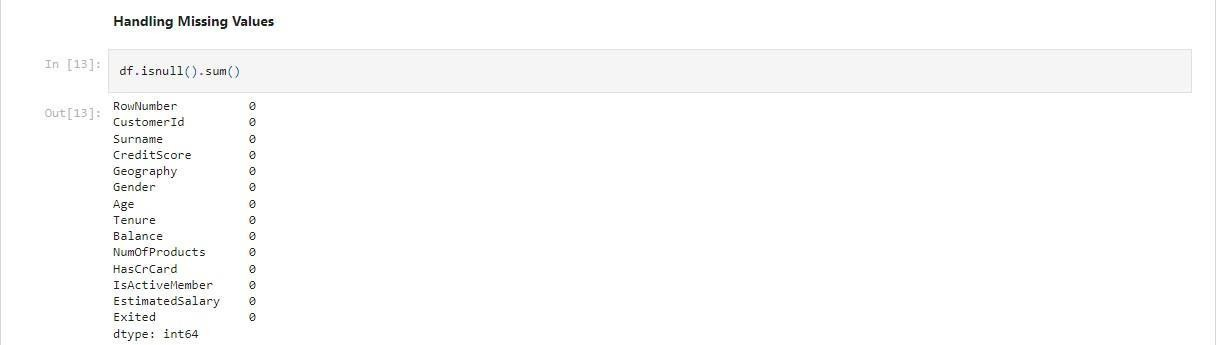 Handling Missing Values
In [13]: df.isnull().sum()
Out[13]: RowNumber 0
CustomerId 0
Surname 0
CreditScore 0
Geography 0
Gender 0
Age 0
Tenure 0
Balance 0
NumOfProducts 0
HasCrCard 0
IsActiveMember 0
EstimatedSalary 0
Exited 0
dtype: int64